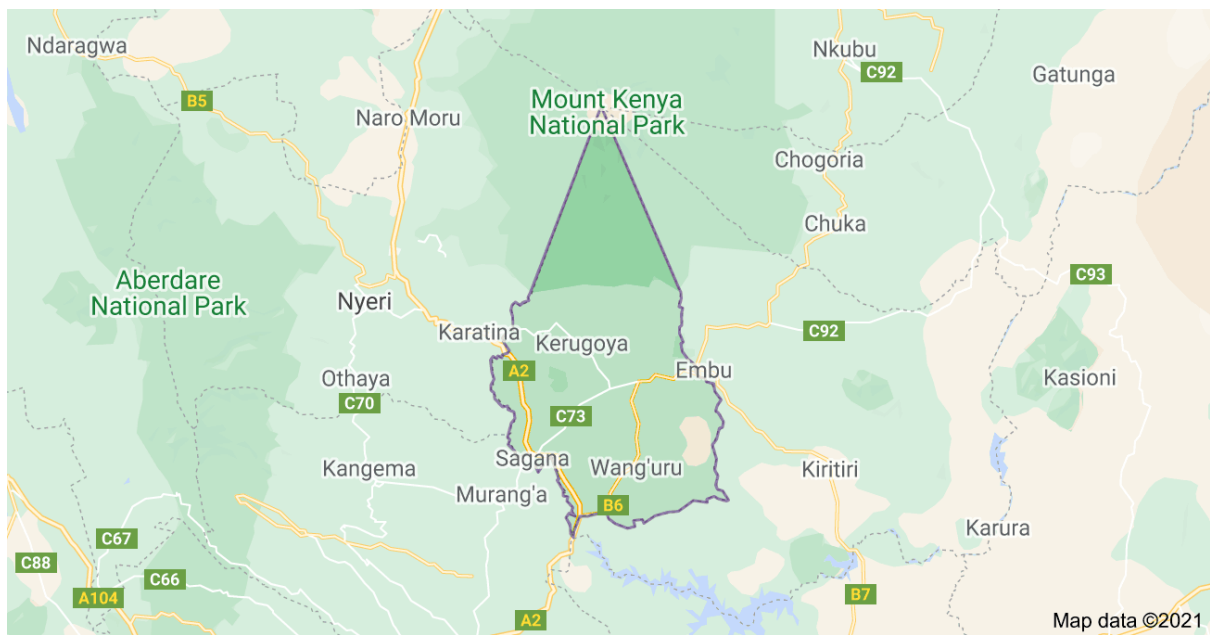 Ndaragwa
Nkubu
C92
Gatunga
B5
Mount Kenya
National Park
Naro Moru
Chogoria
Chuka
Aberdare
National Park
Nyeri
C93
Karatina
Kerugoya
C92
A2
Embu
Othaya
Kasioni
C70
C73
Sagana
Wang'uru
Kangema
Kiritiri
Murang'a
B6
Karura
C67
C88
C66
A104
A2
B7
Map data ©2021